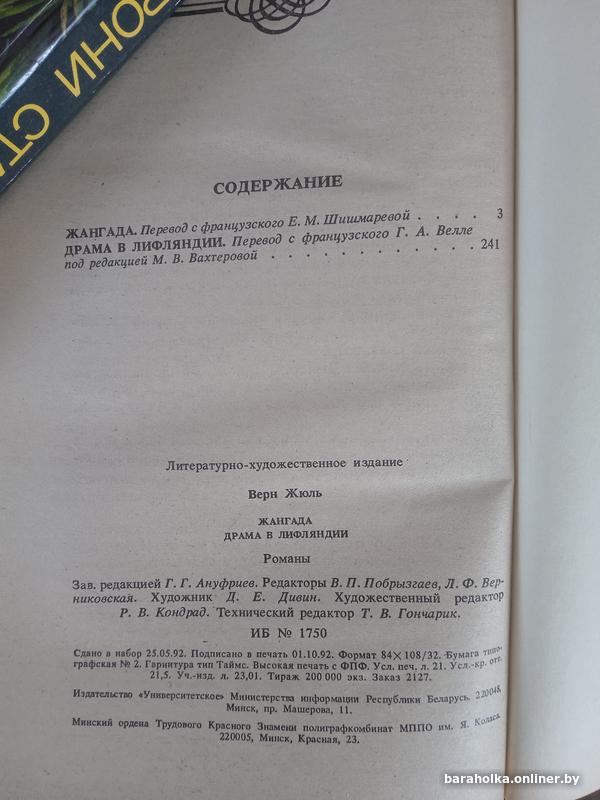 РОНИ СТА
СОДЕРЖАНИЕ
ЖАНГАДА. Перевод с французского Е. М. Шишмаревой . . . . 3
ДРАМА В ЛИФЛЯНДИИ. Перевод с французского Г. А. Велле
под редакцией М. В. Вахтеровой . . . . . . . . . . . . 241
Литературно-художественное издание
Верн Жюль
ЖАНГАДА
ДРАМА В ЛИФЛЯНДИИ
Романы
Зав. редакцией Г. Г. Ануфриев. Редакторы В. П. Побрызгаев, Л. Ф. Вер-
никовская. Художник Д. Е. Дивин. Художественный редактор
Р. В. Кондрад. Технический редактор Т. В. Гончарик.
ИБ № 1750
Сдано в набор 25.05.92. Подписано в печать 01.10.92. Формат 84×108/32. Бумага типо-
графская № 2. Гарнитура тип Таймс. Высокая печать с ФПФ. Усл. печ. л. 21. Усл.-кр. отт.
21,5. Уч.-изд. л. 23,01. Тираж 200 000 экз. Заказ 2127.
Издательство «Университетское» Министерства информации Республики Беларусь. 220048,
Минск, пр. Машерова, 11.
Минский ордена Трудового Красного Знамени полиграфкомбинат МППО им. Я. Коласа.
220005, Минск, Красная, 23.
baraholka.onliner.by